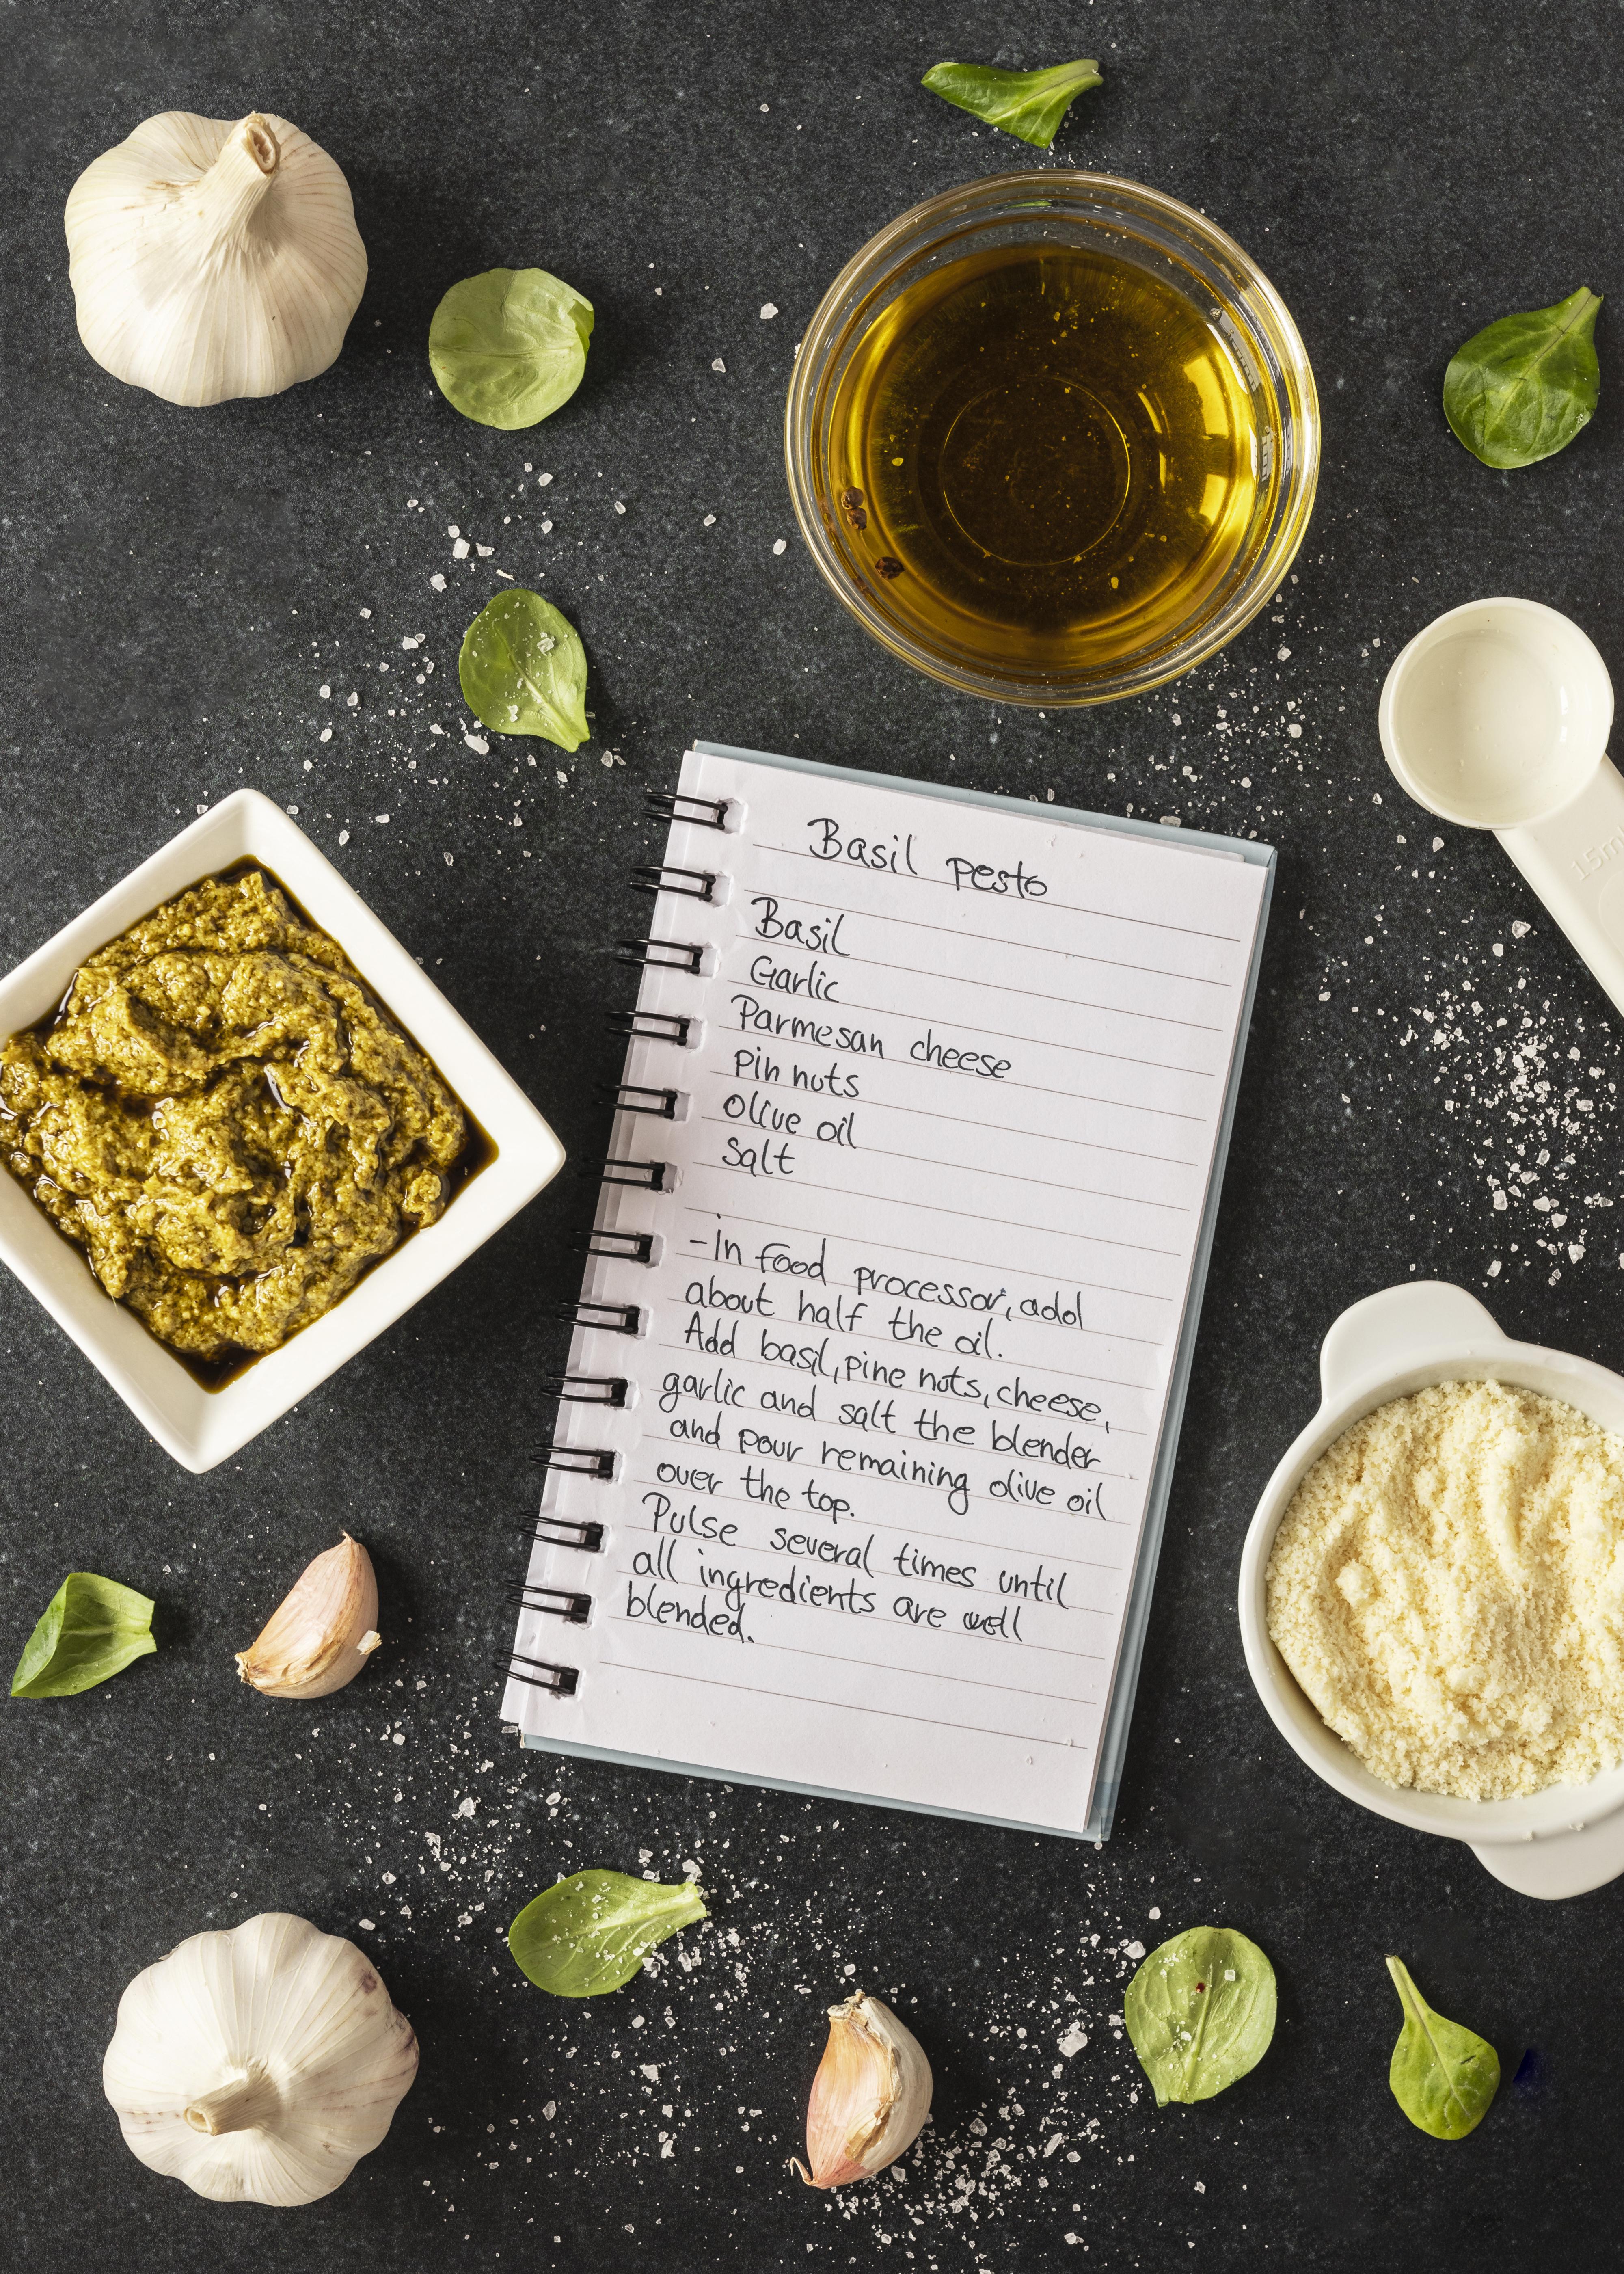 Basil pesto
Basil
Garlic
Parmesan cheese
Pin nuts
Olive oil
Salt
-In food processor, add
about half the oil.
Add basil, pine nuts, cheese,
garlic and salt the blender
and pour remaining olive oil
over the top.
Pulse several times until
all ingredients are well
blended.